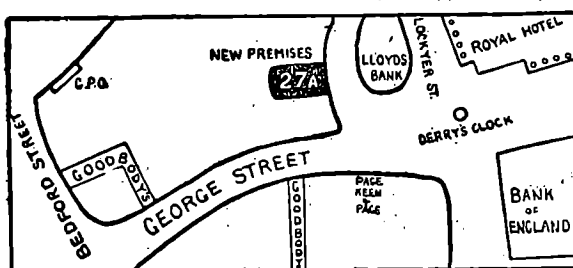 NEW PREMISES
27A
LLOYDS
BANK
LOCKYER ST.
ROYAL HOTEL
G.P.O.
DERRY'S CLOCK
BEDFORD STREET
GOODBODY'S
GEORGE STREET
GOODBODY
PAGE
KEEN
&
PAGE
BANK
OF
ENGLAND